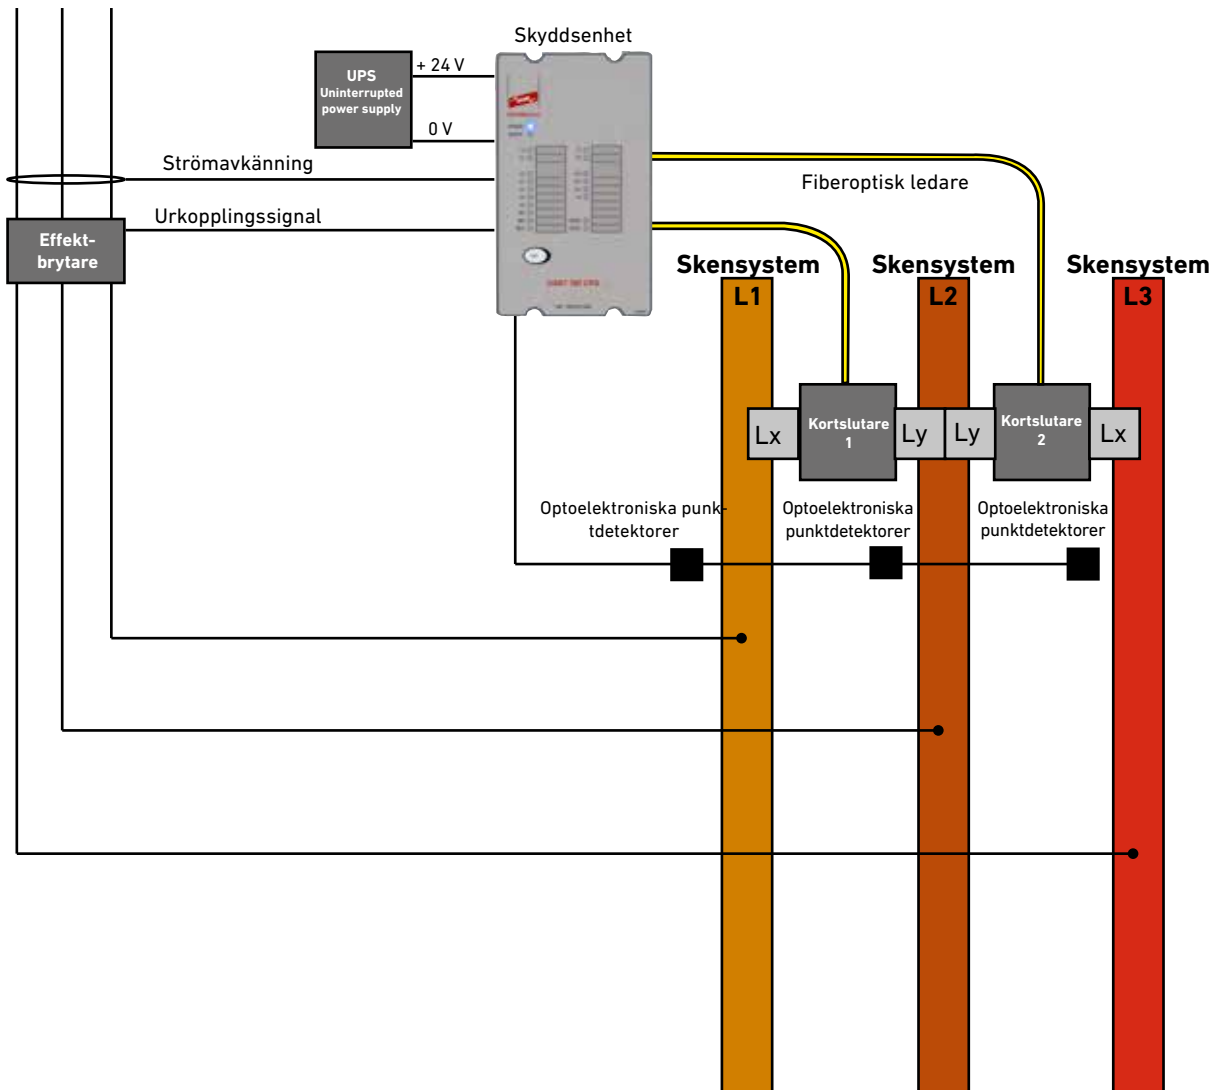 Skyddsenhet
UPS
Uninterrupted
power supply
+ 24 V
0 V
Strömavkänning
Urkopplingssignal
Effekt-
brytare
Fiberoptisk ledare
Skensystem
L1
Skensystem
L2
Skensystem
L3
Lx
Kortslutare
1
Ly
Ly
Kortslutare
2
Lx
Optoelektroniska punk-
tdetektorer
Optoelektroniska
punktdetektorer
Optoelektroniska
punktdetektorer